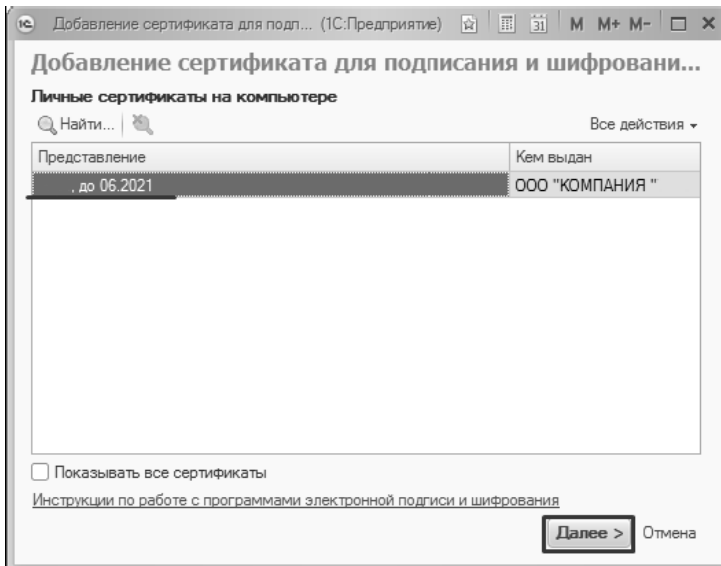 1С Добавление сертификата для подп... (1С:Предприятие) 31 M M+ M-
Добавление сертификата для подписания и шифровани...
Личные сертификаты на компьютере
Найти... Все действия
Представление Кем выдан
, до 06.2021 ООО "КОМПАНИЯ "
Показывать все сертификаты
Инструкции по работе с программами электронной подписи и шифрования
Далее > Отмена